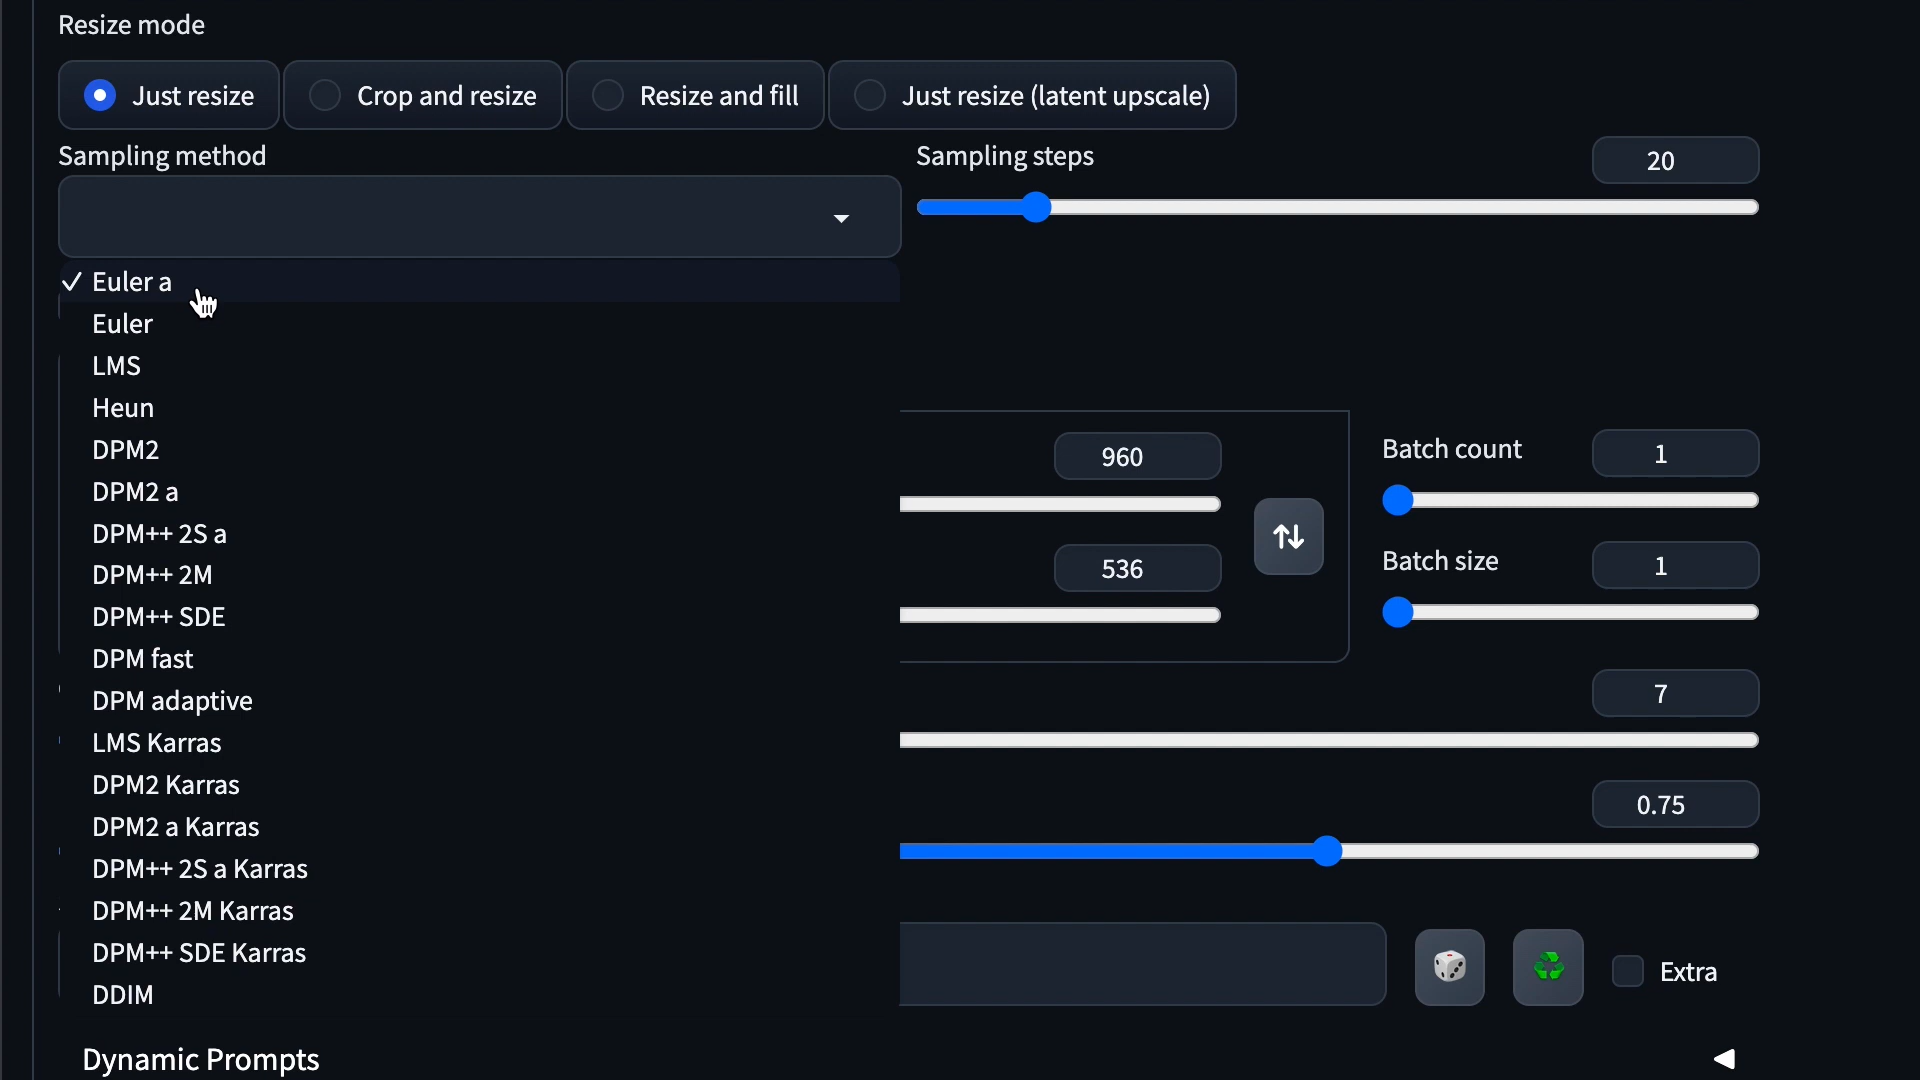 Resize mode
Just resize
Crop and resize
Resize and fill
Just resize (latent upscale)
Sampling method
Sampling steps
20
Euler a
Euler
LMS
Heun
DPM2
DPM2 a
DPM++ 2S a
DPM++ 2M
DPM++ SDE
DPM fast
DPM adaptive
LMS Karras
DPM2 Karras
DPM2 a Karras
DPM++ 2S a Karras
DPM++ 2M Karras
DPM++ SDE Karras
DDIM
960
536
Batch count
1
Batch size
1
7
0.75
Extra
Dynamic Prompts